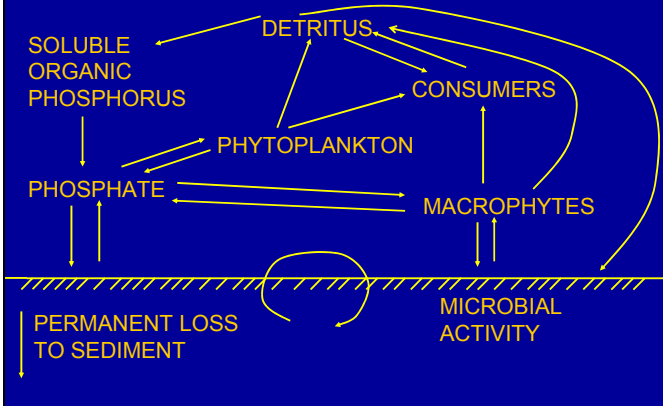 DETRITUS
SOLUBLE
ORGANIC
PHOSPHORUS
CONSUMERS
PHYTOPLANKTON
PHOSPHATE
MACROPHYTES
PERMANENT LOSS
TO SEDIMENT
MICROBIAL
ACTIVITY